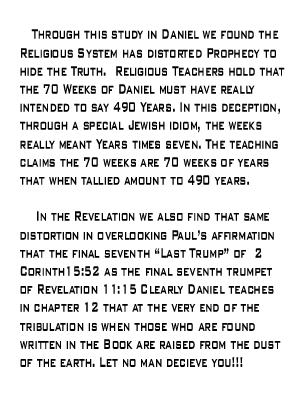 Through this study in Daniel we found the
Religious System has distorted Prophecy to
hide the Truth. Religious Teachers hold that
the 70 Weeks of Daniel must have really
intended to say 490 Years. In this deception,
through a special Jewish idiom, the weeks
really meant Years times seven. The teaching
claims the 70 weeks are 70 weeks of years
that when tallied amount to 490 years.
In the Revelation we also find that same
distortion in overlooking Paul's affirmation
that the final seventh “Last Trump” of 2
Corinth15:52 as the final seventh trumpet
of Revelation 11:15 Clearly Daniel teaches
in chapter 12 that at the very end of the
tribulation is when those who are found
written in the Book are raised from the dust
of the earth. Let no man decieve you!!!